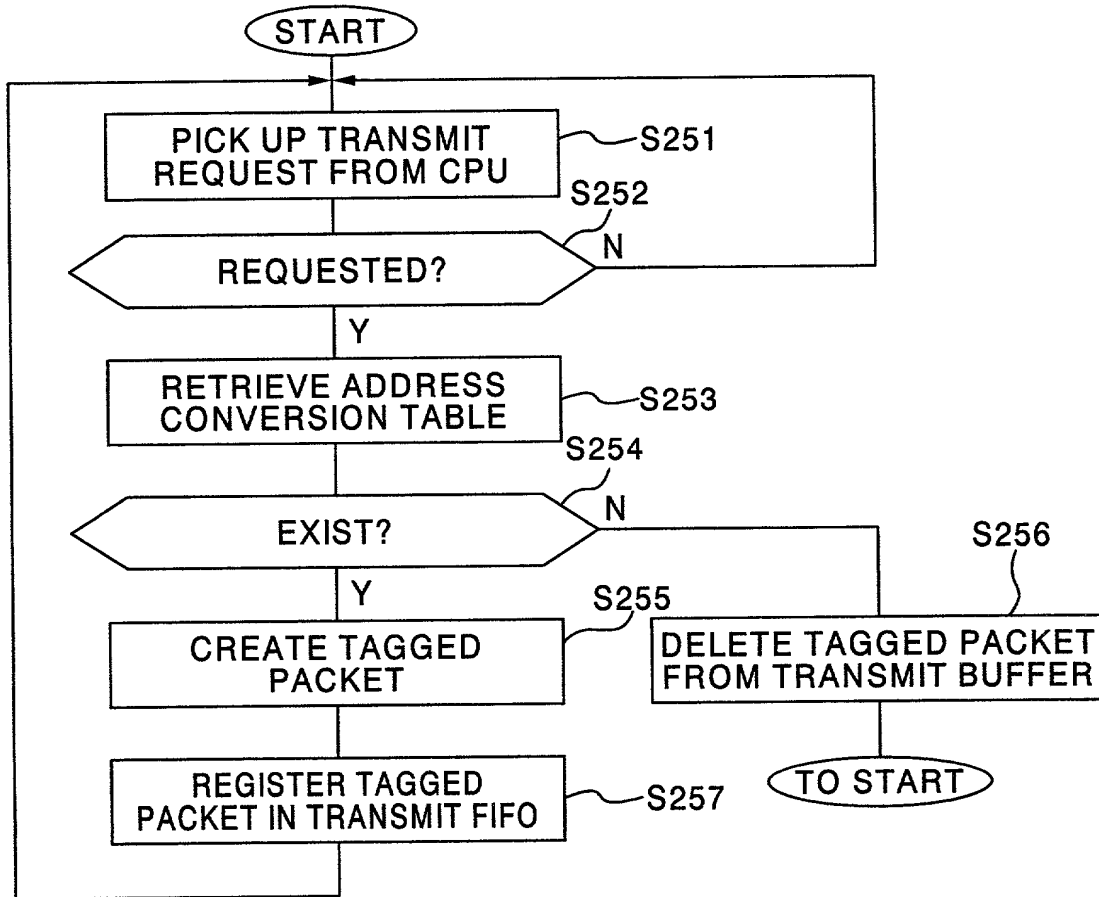 START
PICK UP TRANSMIT
REQUEST FROM CPU
S251
S252
REQUESTED?
N
Y
RETRIEVE ADDRESS
CONVERSION TABLE
S253
S254
EXIST?
N
Y
S255
S256
CREATE TAGGED
PACKET
DELETE TAGGED PACKET
FROM TRANSMIT BUFFER
REGISTER TAGGED
PACKET IN TRANSMIT FIFO
S257
TO START